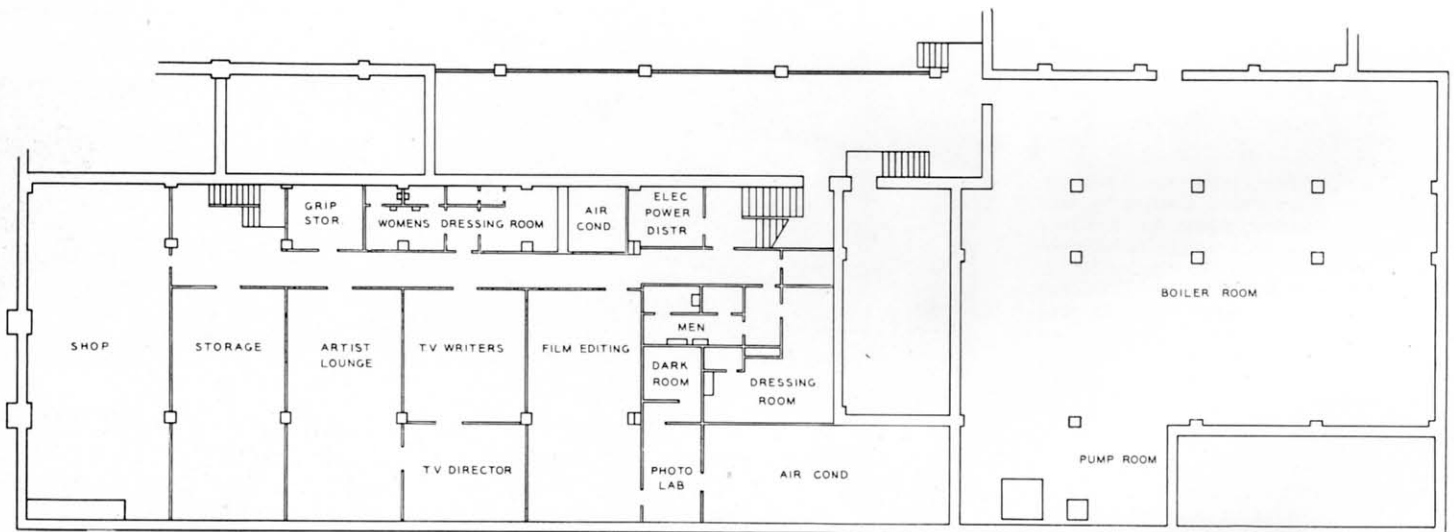 GRIP
STOR.
WOMENS DRESSING ROOM
AIR
COND.
ELEC
POWER
DISTR
SHOP
STORAGE
ARTIST
LOUNGE
TV WRITERS
FILM EDITING
MEN
DARK
ROOM
DRESSING
ROOM
BOILER ROOM
TV DIRECTOR
PHOTO
LAB
AIR COND
PUMP ROOM